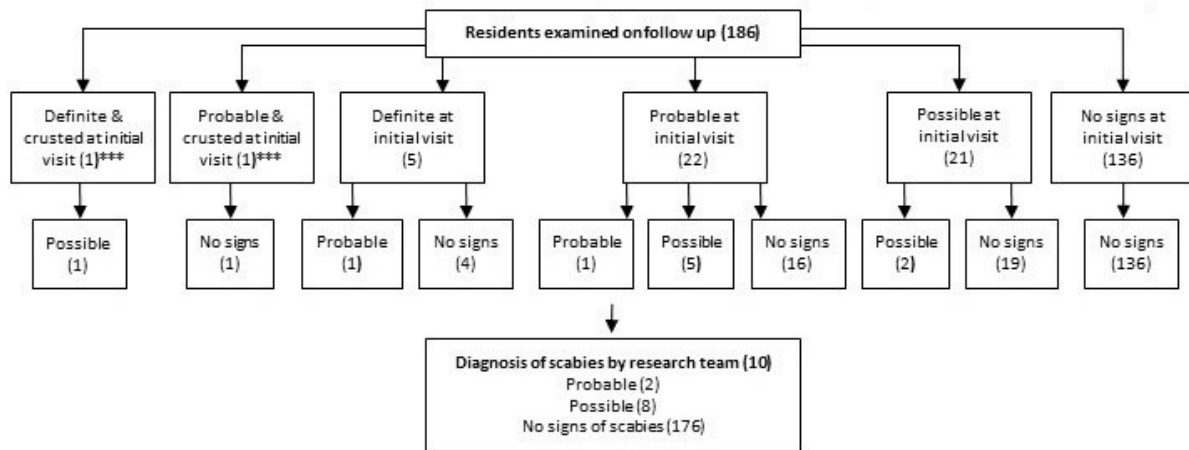 Residents examined on follow up (186)
Definite &
crusted at initial
visit (1)***
Probable &
crusted at initial
visit (1)***
Definite at
initial visit
(5)
Probable at
initial visit
(22)
Possible at
initial visit
(21)
No signs at
initial visit
(136)
Possible
(1)
No signs
(1)
Probable
(1)
No signs
(4)
Probable
(1)
Possible
(5)
No signs
(16)
Possible
(2)
No signs
(19)
No signs
(136)
Diagnosis of scabies by research team (10)
Probable (2)
Possible (8)
No signs of scabies (176)